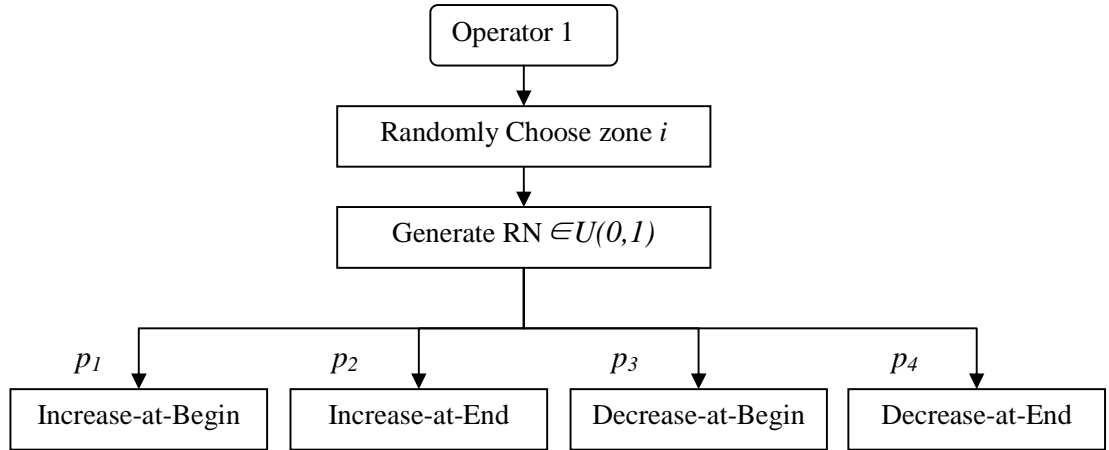 Operator 1
Randomly Choose zone i
Generate RN ∈U(0,1)
p1 p2 p3 p4
Increase-at-Begin Increase-at-End Decrease-at-Begin Decrease-at-End